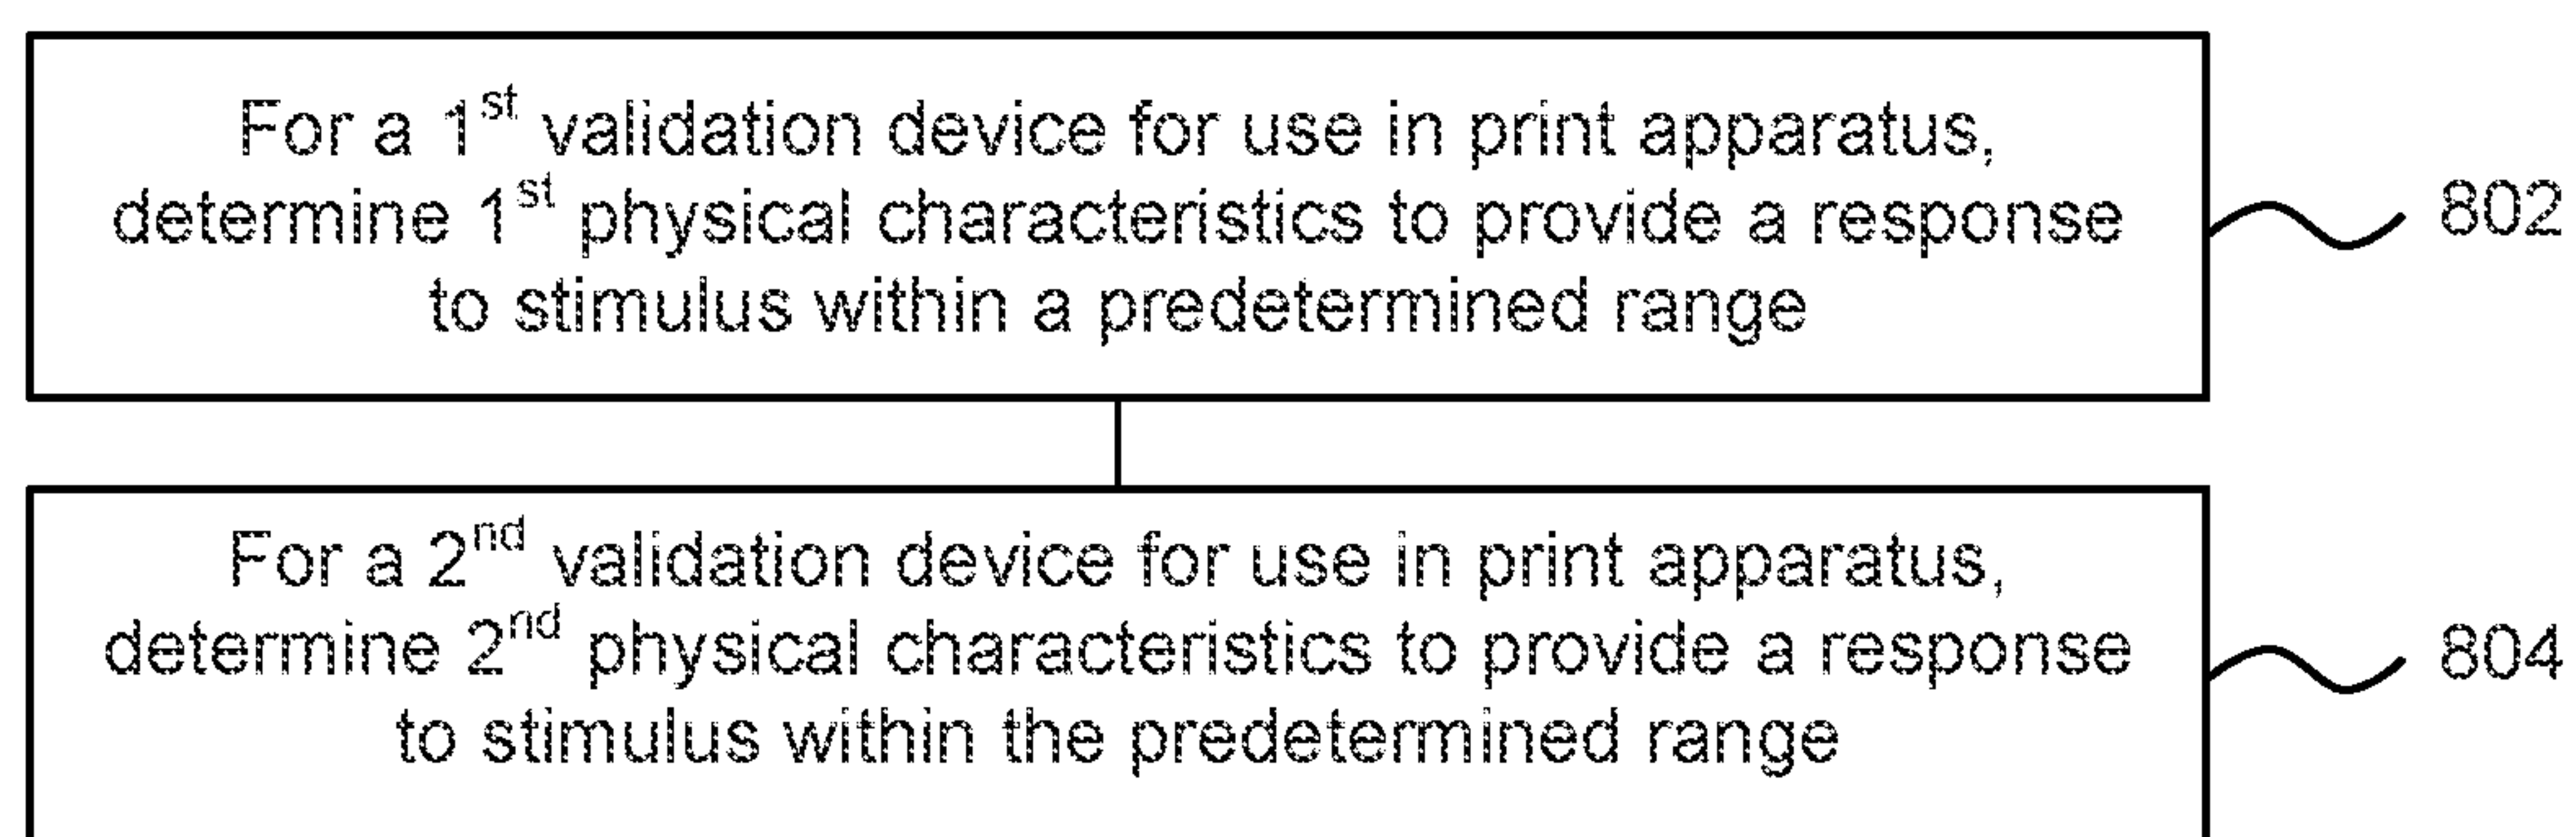 For a 1st validation device for use in print apparatus,
determine 1st physical characteristics to provide a response
to stimulus within a predetermined range
802
For a 2nd validation device for use in print apparatus,
determine 2nd physical characteristics to provide a response
to stimulus within the predetermined range
804